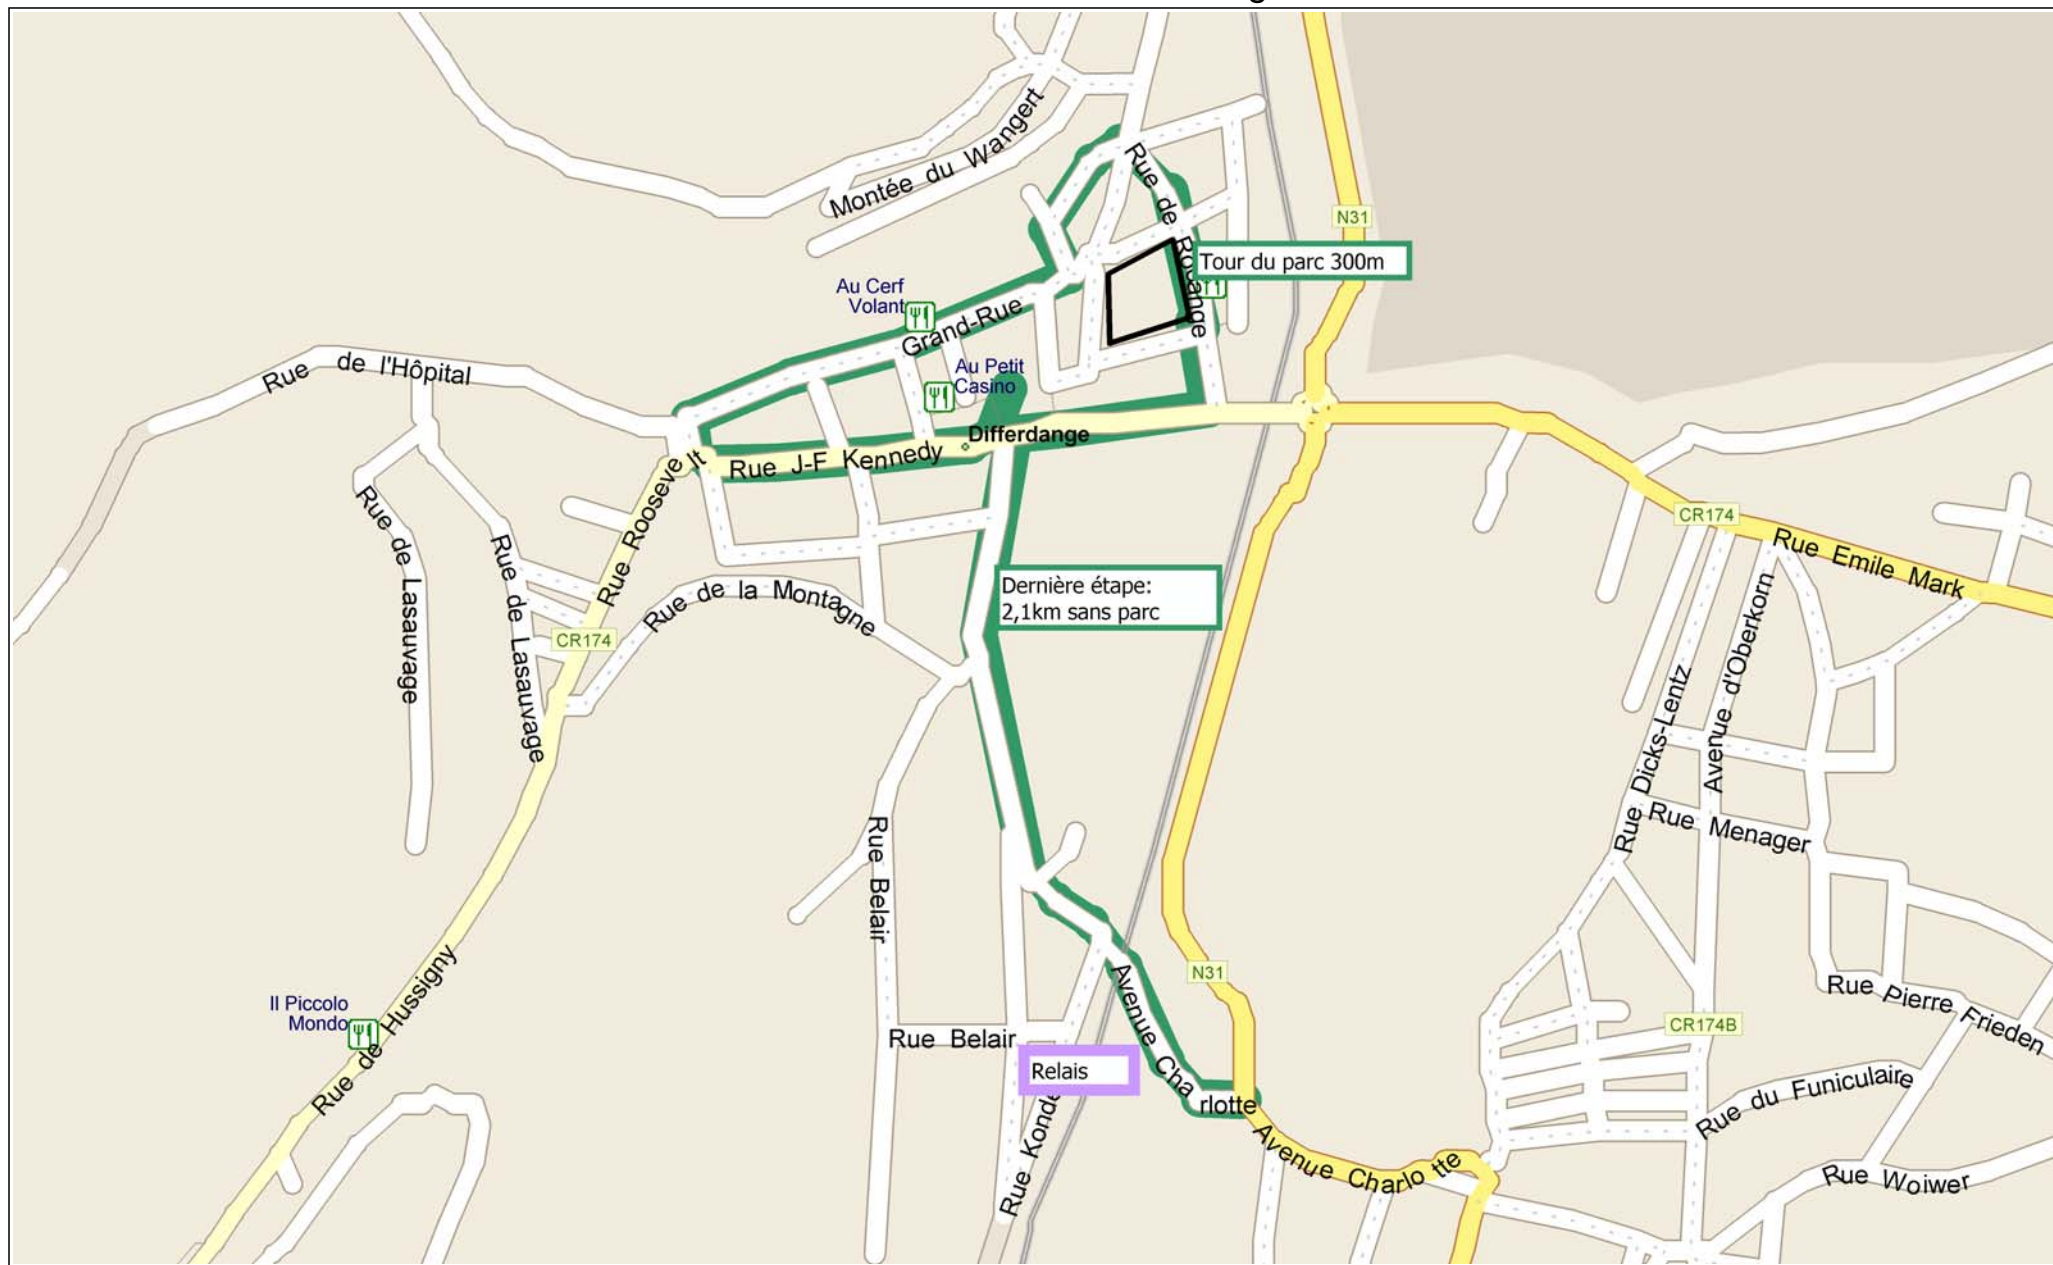 g
Montée du Wangert
Rue de Rodange
N31
Tour du parc 300m
Au Cerf
Volant
Grand-Rue
Au Petit
Casino
Rue de l'Hôpital
Differdange
Rue J-F Kennedy
Rue Roosevelt
CR174
Rue Emile Mark
Rue de Lasauvage
Rue de Lasauvage
Dernière étape:
2,1km sans parc
Rue de la Montagne
CR174
Avenue d'Oberkorn
Rue Dicks-Lentz
Rue Menager
Rue Belair
Avenue Charlotte
N31
Il Piccolo
Mondo
Rue de Hussigny
Rue Belair
Relais
Rue Konde
Rue Pierre Frieden
CR174B
Rue du Funiculaire
Avenue Charlotte
Rue Woiwer